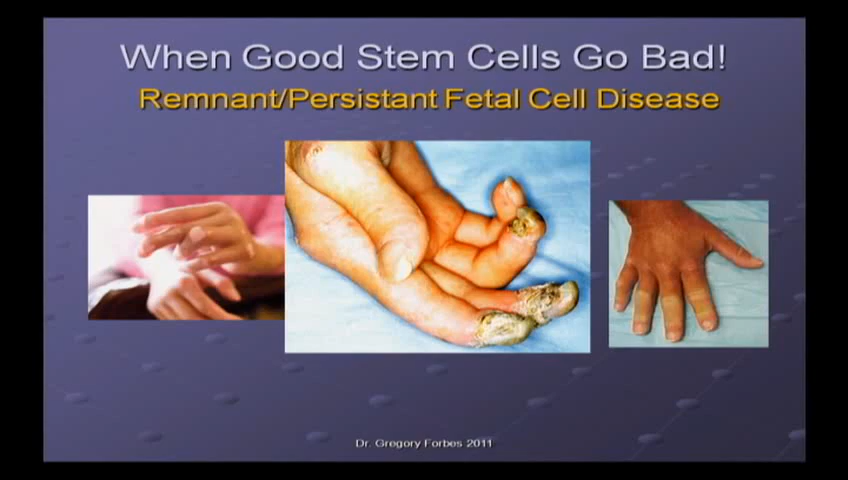 When Good Stem Cells Go Bad!
Remnant/Persistant Fetal Cell Disease
Dr. Gregory Forbes 2011